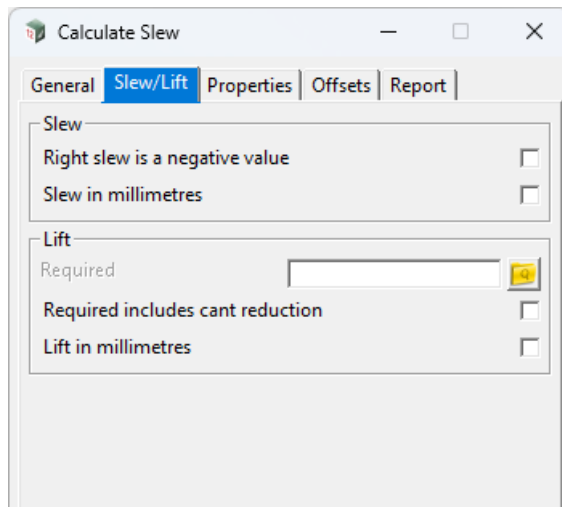 Calculate Slew
General Slew/Lift Properties Offsets Report
Slew
Right slew is a negative value
Slew in millimetres
Lift
Required
Required includes cant reduction
Lift in millimetres